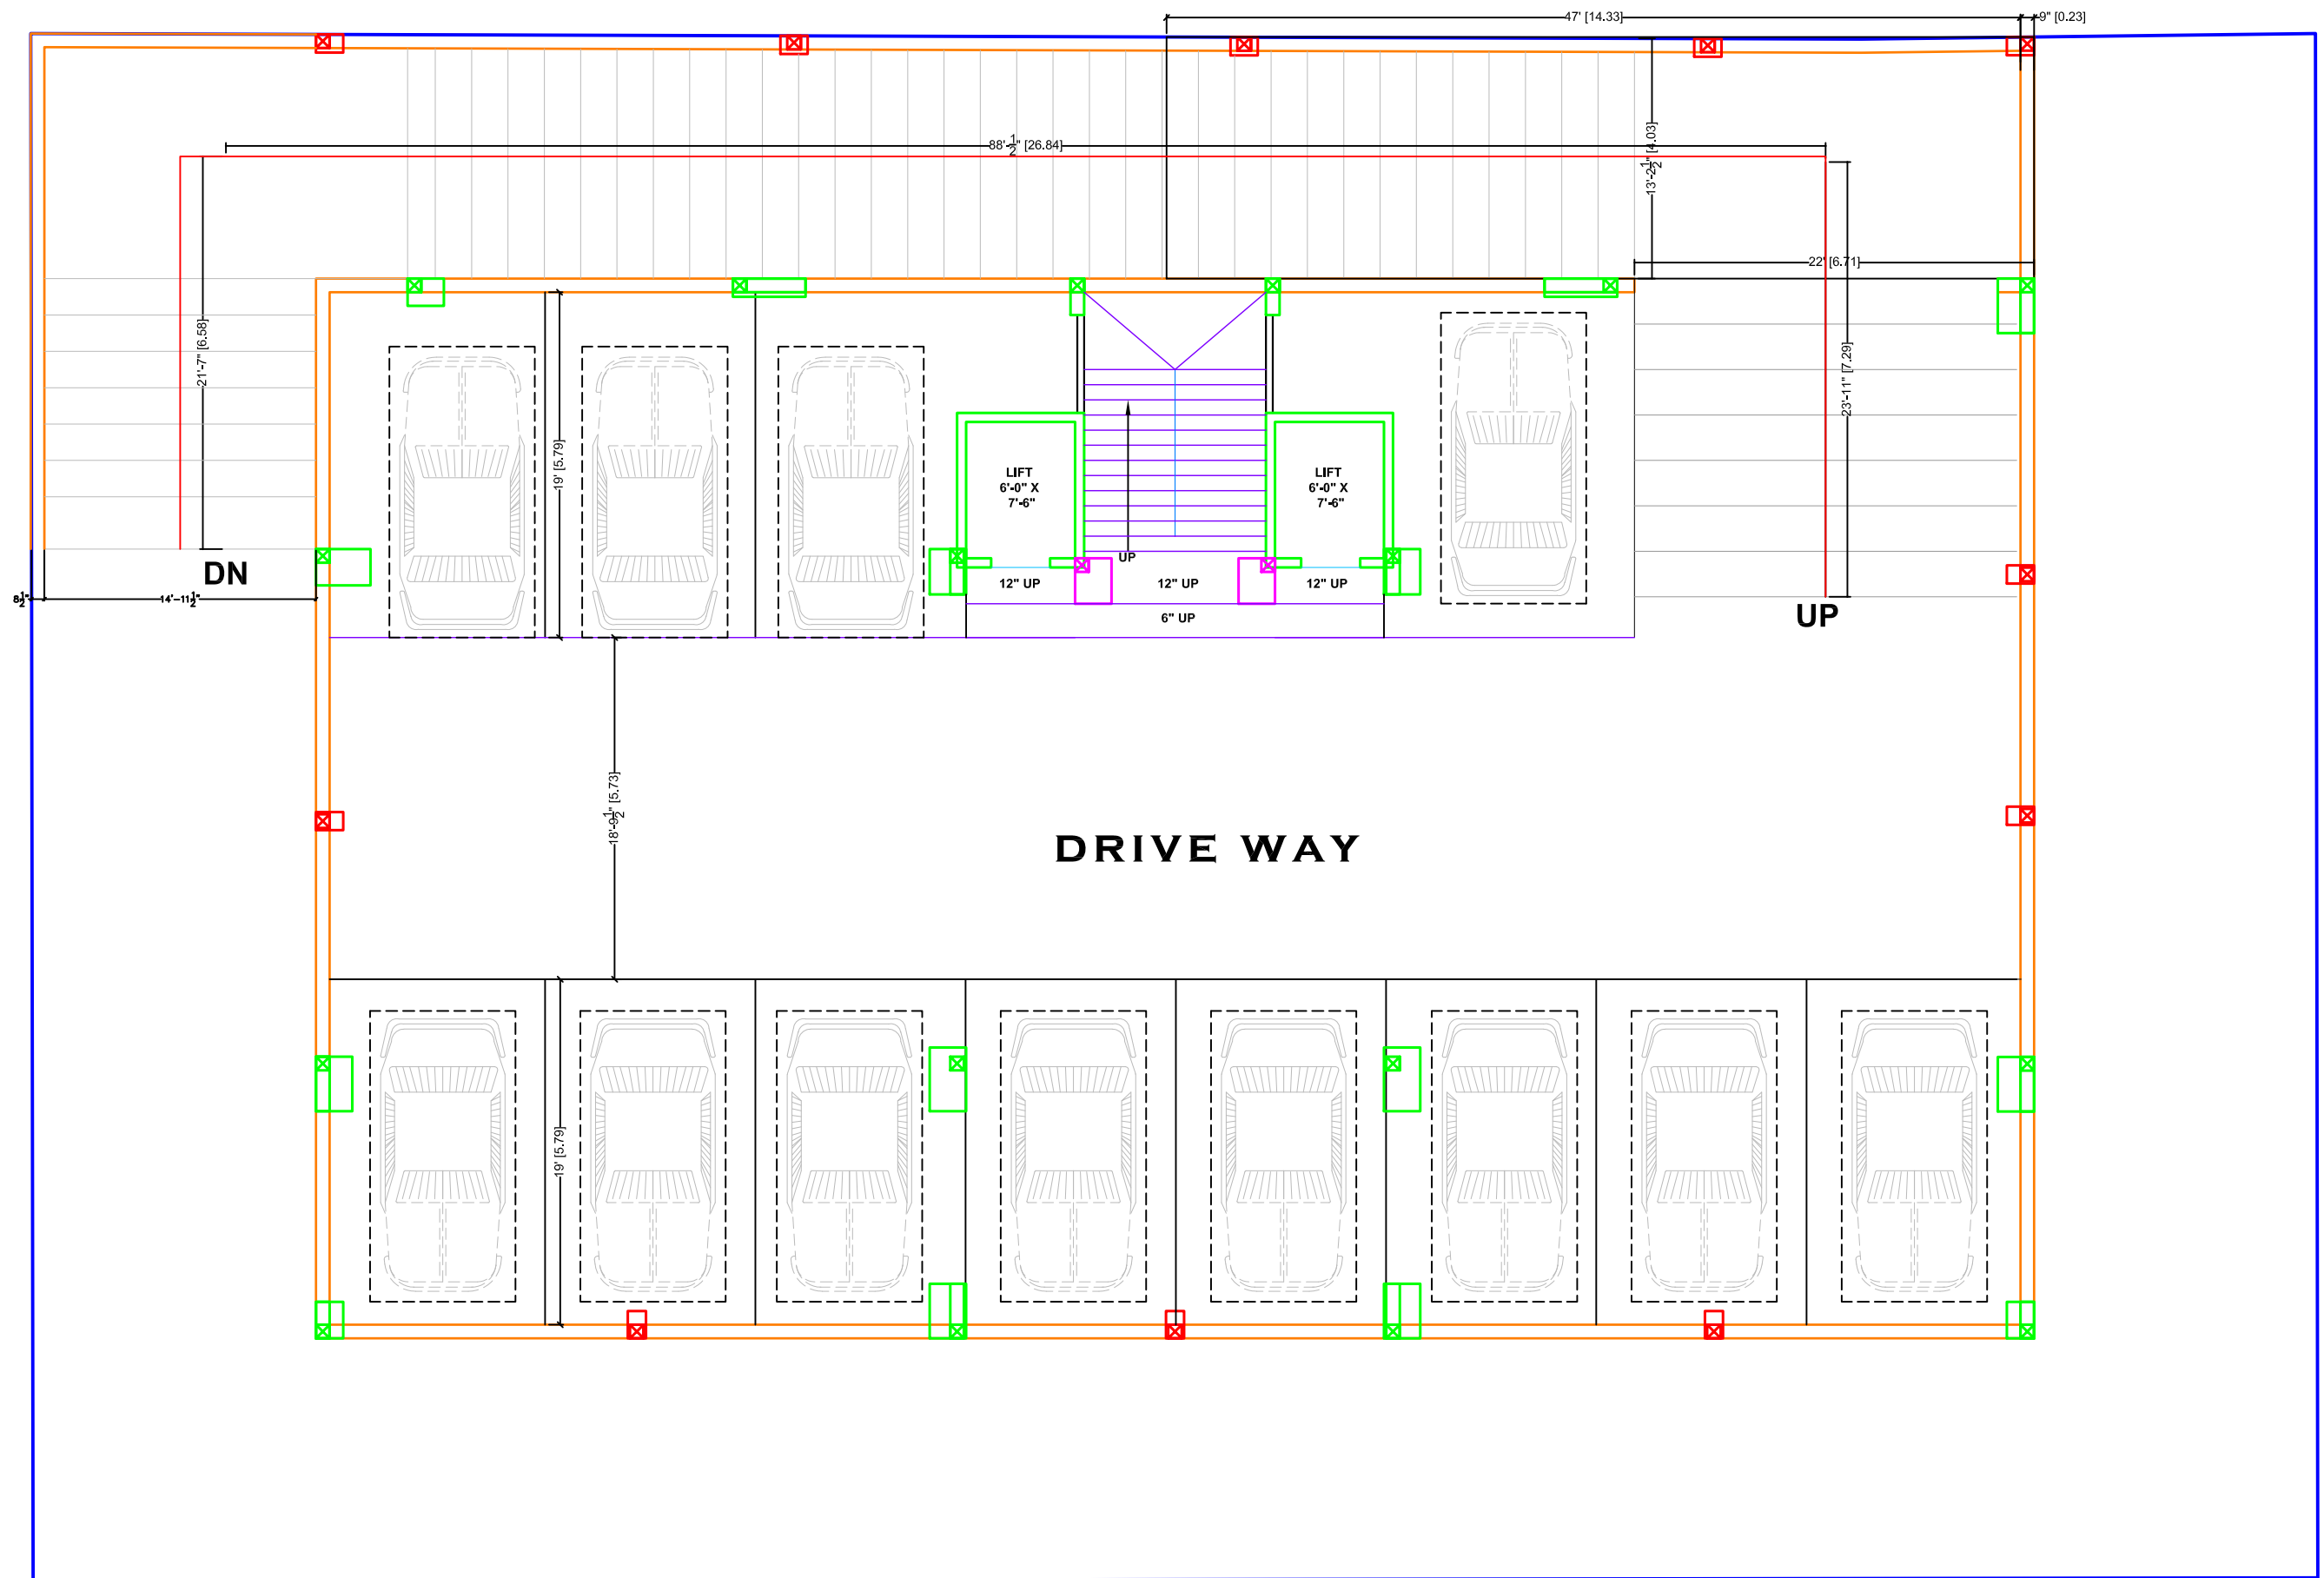 47' [14.33]
9" [0.23]
88'-1/2" [26.84]
13'-2 1/2" [4.03]
22' [6.71]
21'-7" [6.58]
23'-11" [7.29]
19' [5.79]
LIFT
6'-0" X
7'-6"
LIFT
6'-0" X
7'-6"
UP
DN
8 1/2"
14'-11 1/2"
12" UP
12" UP
12" UP
6" UP
UP
18'-9 1/2" [5.73]
DRIVE WAY
19' [5.79]